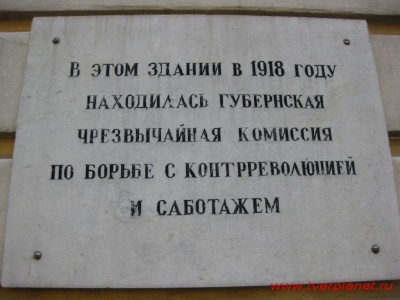 В ЭТОМ ЗДАНИИ В 1918 ГОДУ
НАХОДИЛАСЬ ГУБЕРНСКАЯ
ЧРЕЗВЫЧАЙНАЯ КОМИССИЯ
ПО БОРЬБЕ С КОНТРРЕВОЛЮЦИЕЙ
И САБОТАЖЕМ
www.tverplanet.ru